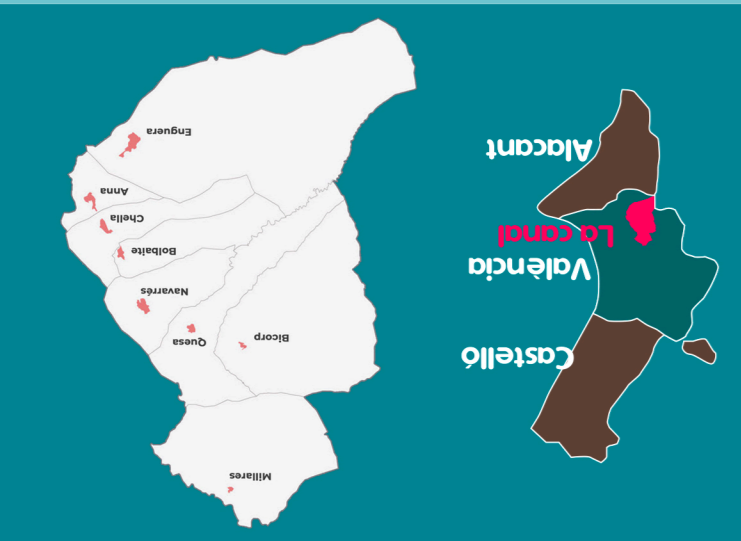 Castelló
València
La canal
Alacant
Millares
Bicorp
Quesa
Navarrés
Bolbaite
Chella
Anna
Enguera